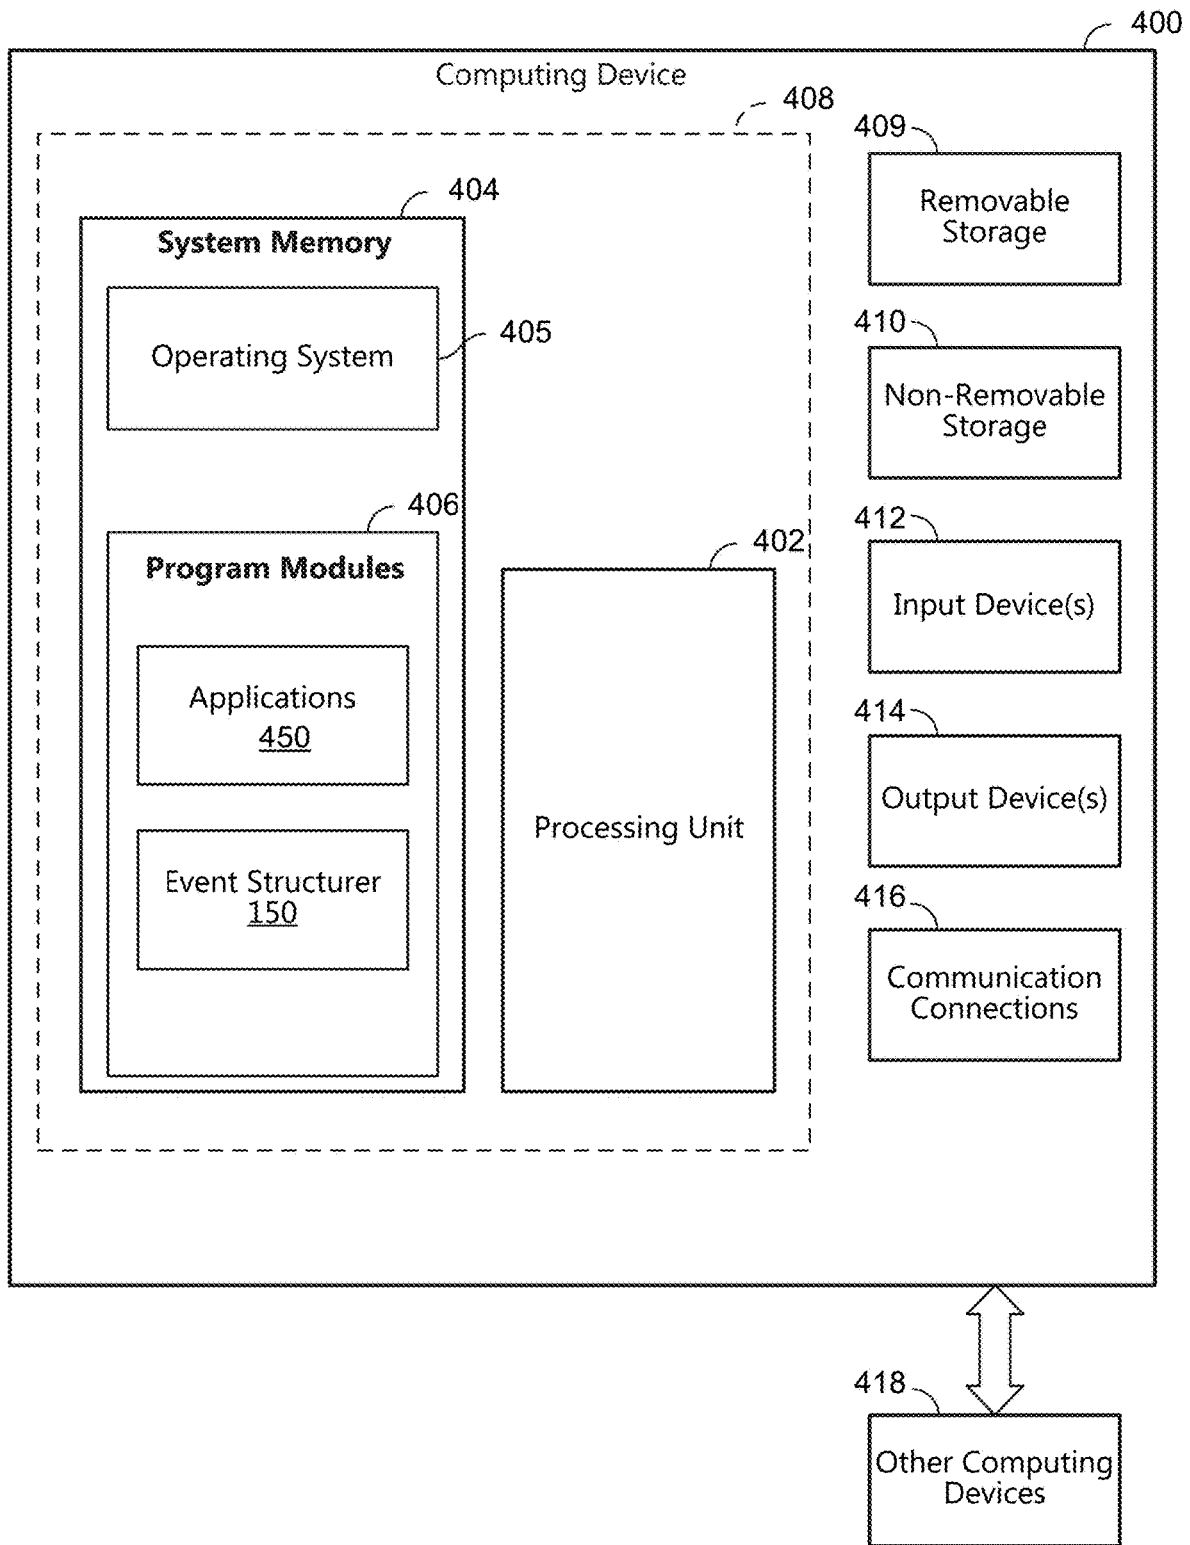 400
Computing Device
408
409
Removable
Storage
404
System Memory
405
Operating System
410
Non-Removable
Storage
406
Program Modules
402
412
Input Device(s)
Applications
450
414
Output Device(s)
Processing Unit
Event Structurer
150
416
Communication
Connections
418
Other Computing
Devices